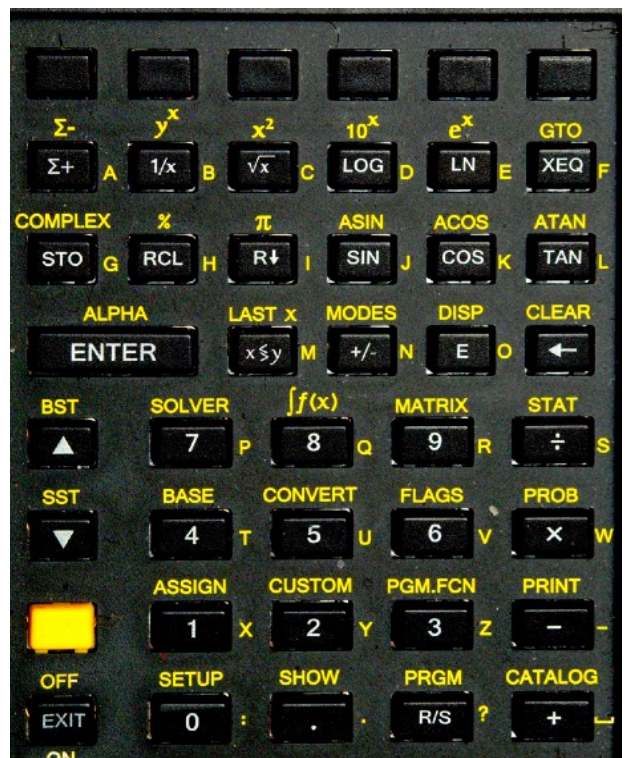 Σ- yˣ x² 10ˣ eˣ GTO
Σ+ A 1/x B √x C LOG D LN E XEQ F
COMPLEX % π ASIN ACOS ATAN
STO G RCL H R↓ I SIN J COS K TAN L
ALPHA LAST x MODES DISP CLEAR
ENTER x≶y M +/- N E O ←
BST SOLVER ∫f(x) MATRIX STAT
▲ 7 P 8 Q 9 R ÷ S
SST BASE CONVERT FLAGS PROB
▼ 4 T 5 U 6 V × W
ASSIGN CUSTOM PGM.FCN PRINT
1 X 2 Y 3 Z − -
OFF SETUP SHOW PRGM CATALOG
EXIT 0 : . . R/S ? + ⎵
ON